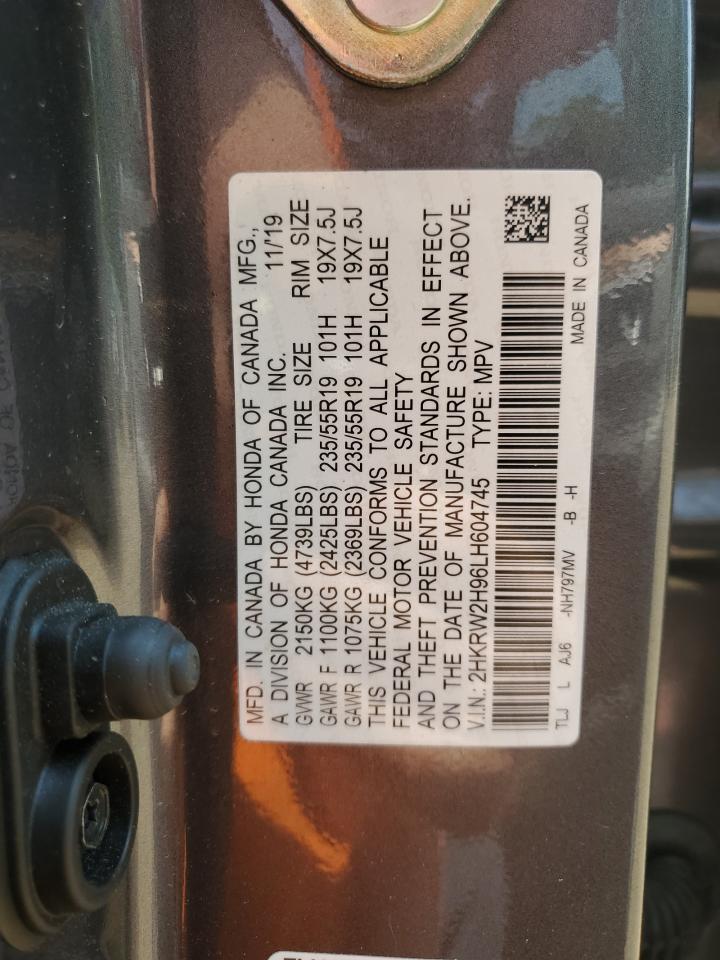 MFD. IN CANADA BY HONDA OF CANADA MFG.,
A DIVISION OF HONDA CANADA INC. 11/'19
GVWR 2150KG (4739LBS) TIRE SIZE RIM SIZE
GAWR F 1100KG (2425LBS) 235/55R19 101H 19X7.5J
GAWR R 1075KG (2369LBS) 235/55R19 101H 19X7.5J
THIS VEHICLE CONFORMS TO ALL APPLICABLE
FEDERAL MOTOR VEHICLE SAFETY
AND THEFT PREVENTION STANDARDS IN EFFECT
ON THE DATE OF MANUFACTURE SHOWN ABOVE.
V.I.N.: 2HKRW2H96LH604745 TYPE: MPV
TLJ L AJ6 -NH797MV -B -H MADE IN CANADA